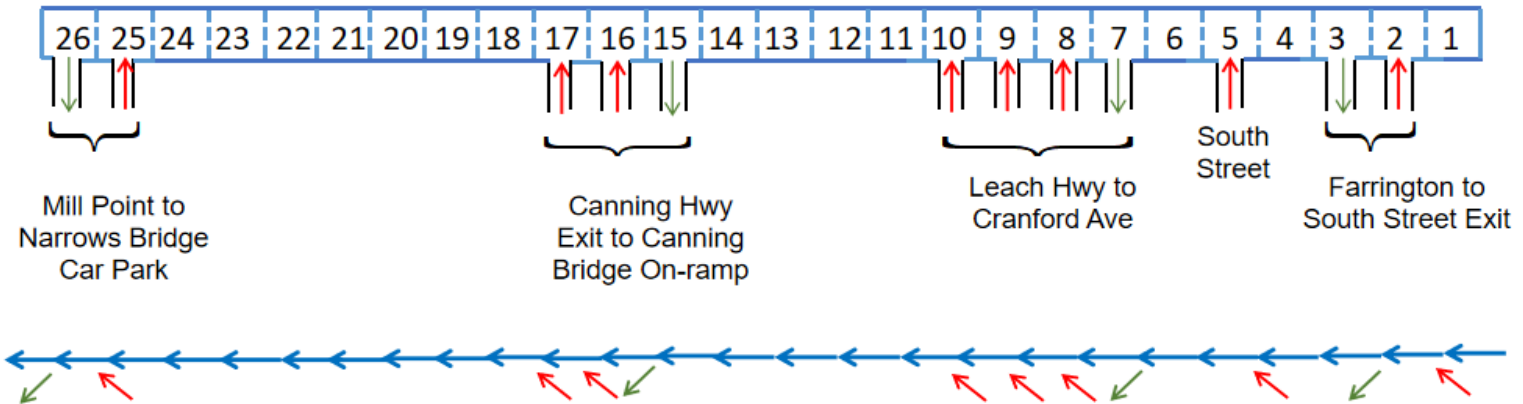 26 25 24 23 22 21 20 19 18 17 16 15 14 13 12 11 10 9 8 7 6 5 4 3 2 1
South
Street
Mill Point to
Narrows Bridge
Car Park
Canning Hwy
Exit to Canning
Bridge On-ramp
Leach Hwy to
Cranford Ave
Farrington to
South Street Exit